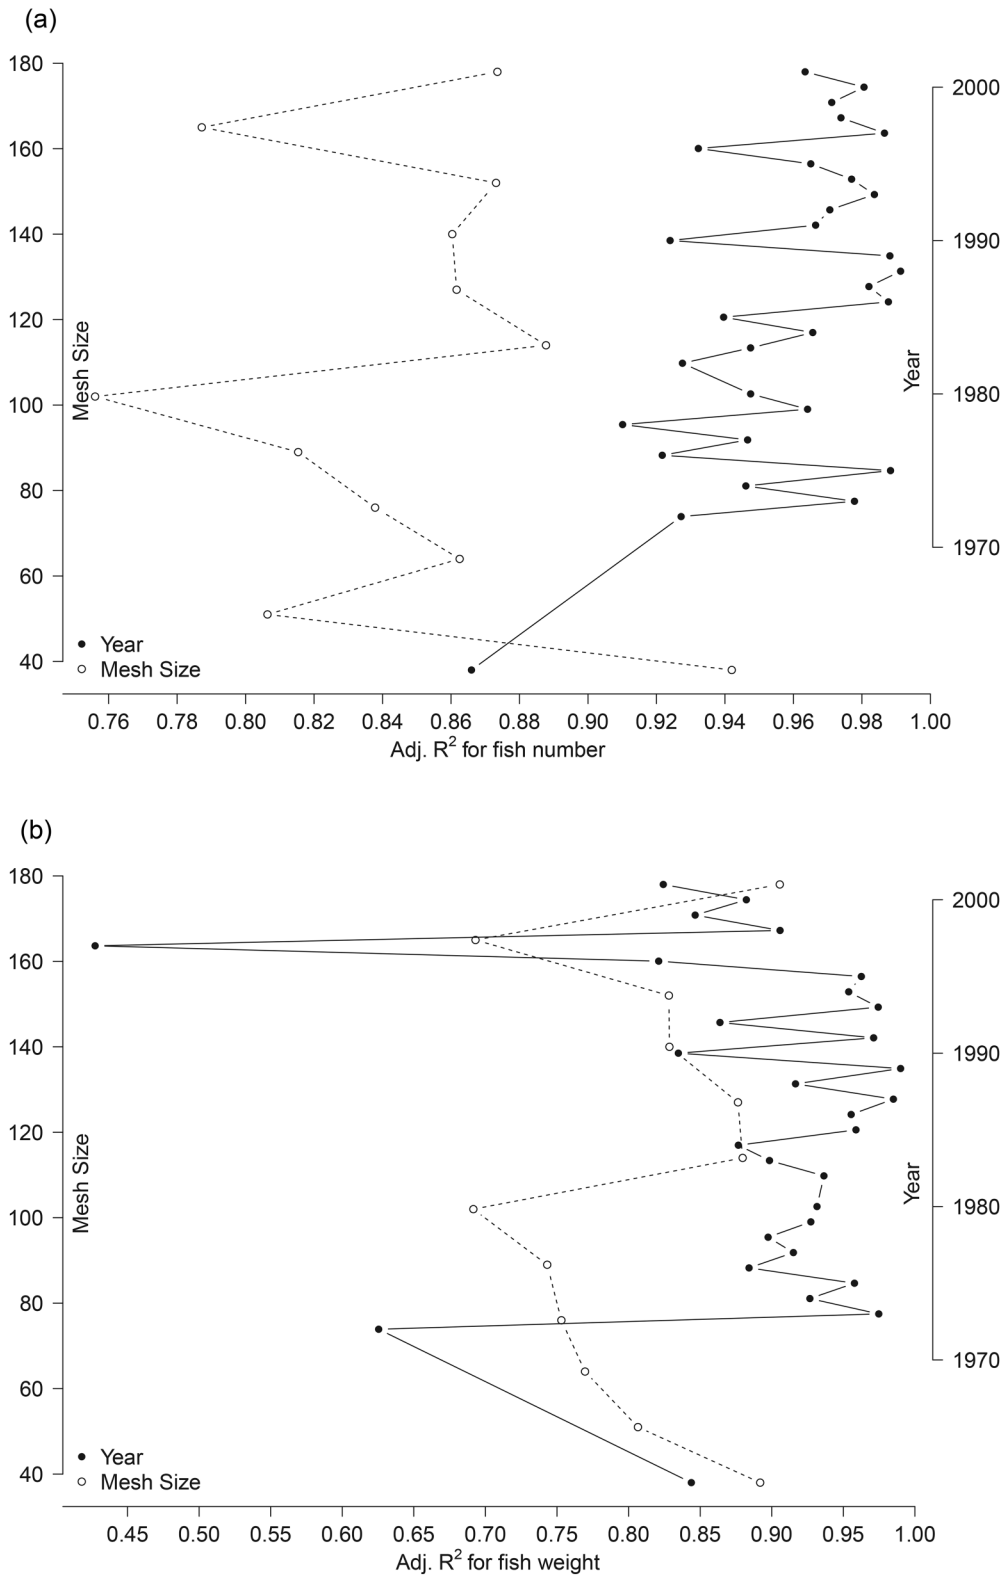 (a)
180
160
140
120
100
80
60
40
Mesh Size
2000
1990
1980
1970
Year
Year
Mesh Size
0.76 0.78 0.80 0.82 0.84 0.86 0.88 0.90 0.92 0.94 0.96 0.98 1.00
Adj. R² for fish number
(b)
180
160
140
120
100
80
60
40
Mesh Size
2000
1990
1980
1970
Year
Year
Mesh Size
0.45 0.50 0.55 0.60 0.65 0.70 0.75 0.80 0.85 0.90 0.95 1.00
Adj. R² for fish weight